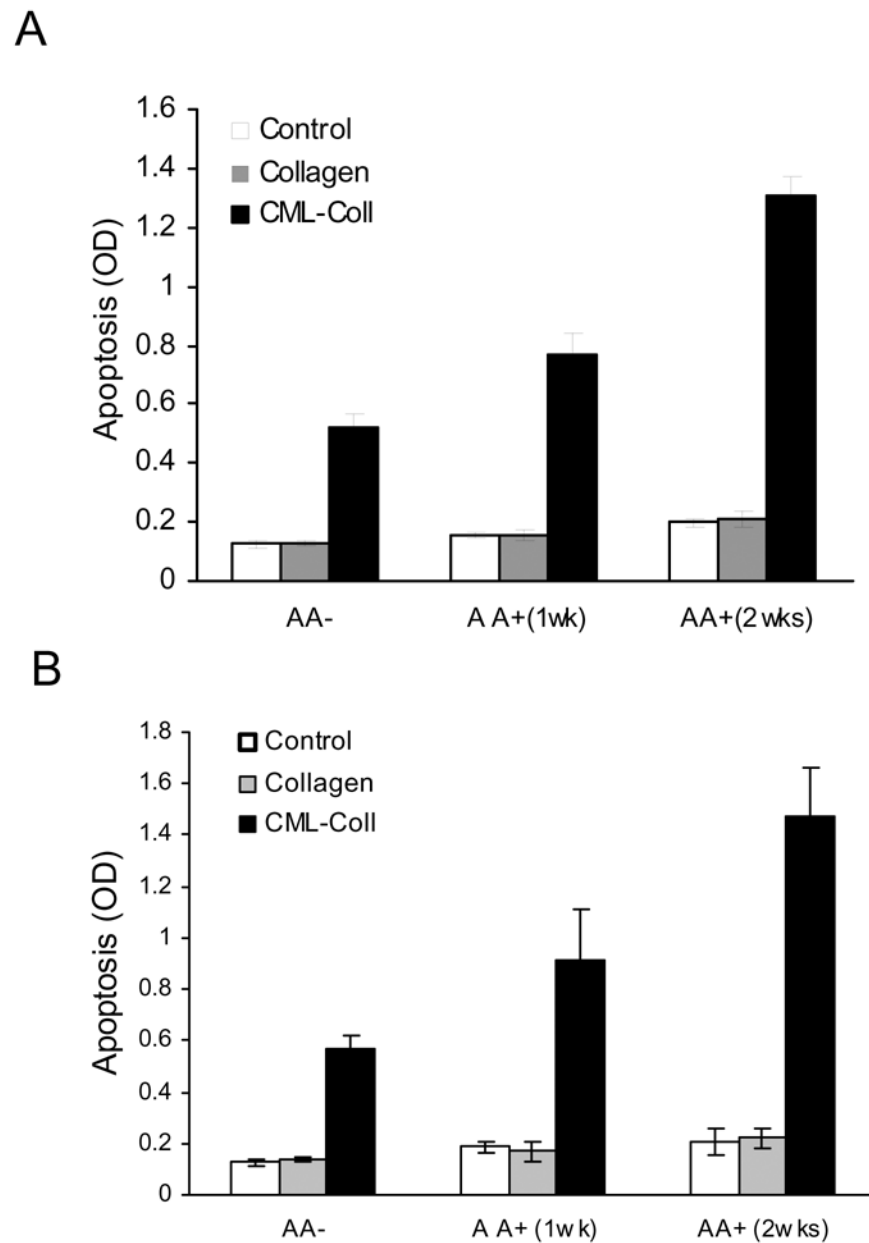 A
1.6
1.4
1.2
1
0.8
0.6
0.4
0.2
0
Apoptosis (OD)
Control
Collagen
CML-Coll
AA- A A+(1wk) AA+(2 wks)
B
1.8
1.6
1.4
1.2
1
0.8
0.6
0.4
0.2
0
Apoptosis (OD)
Control
Collagen
CML-Coll
AA- A A+ (1w k) AA+ (2w ks)